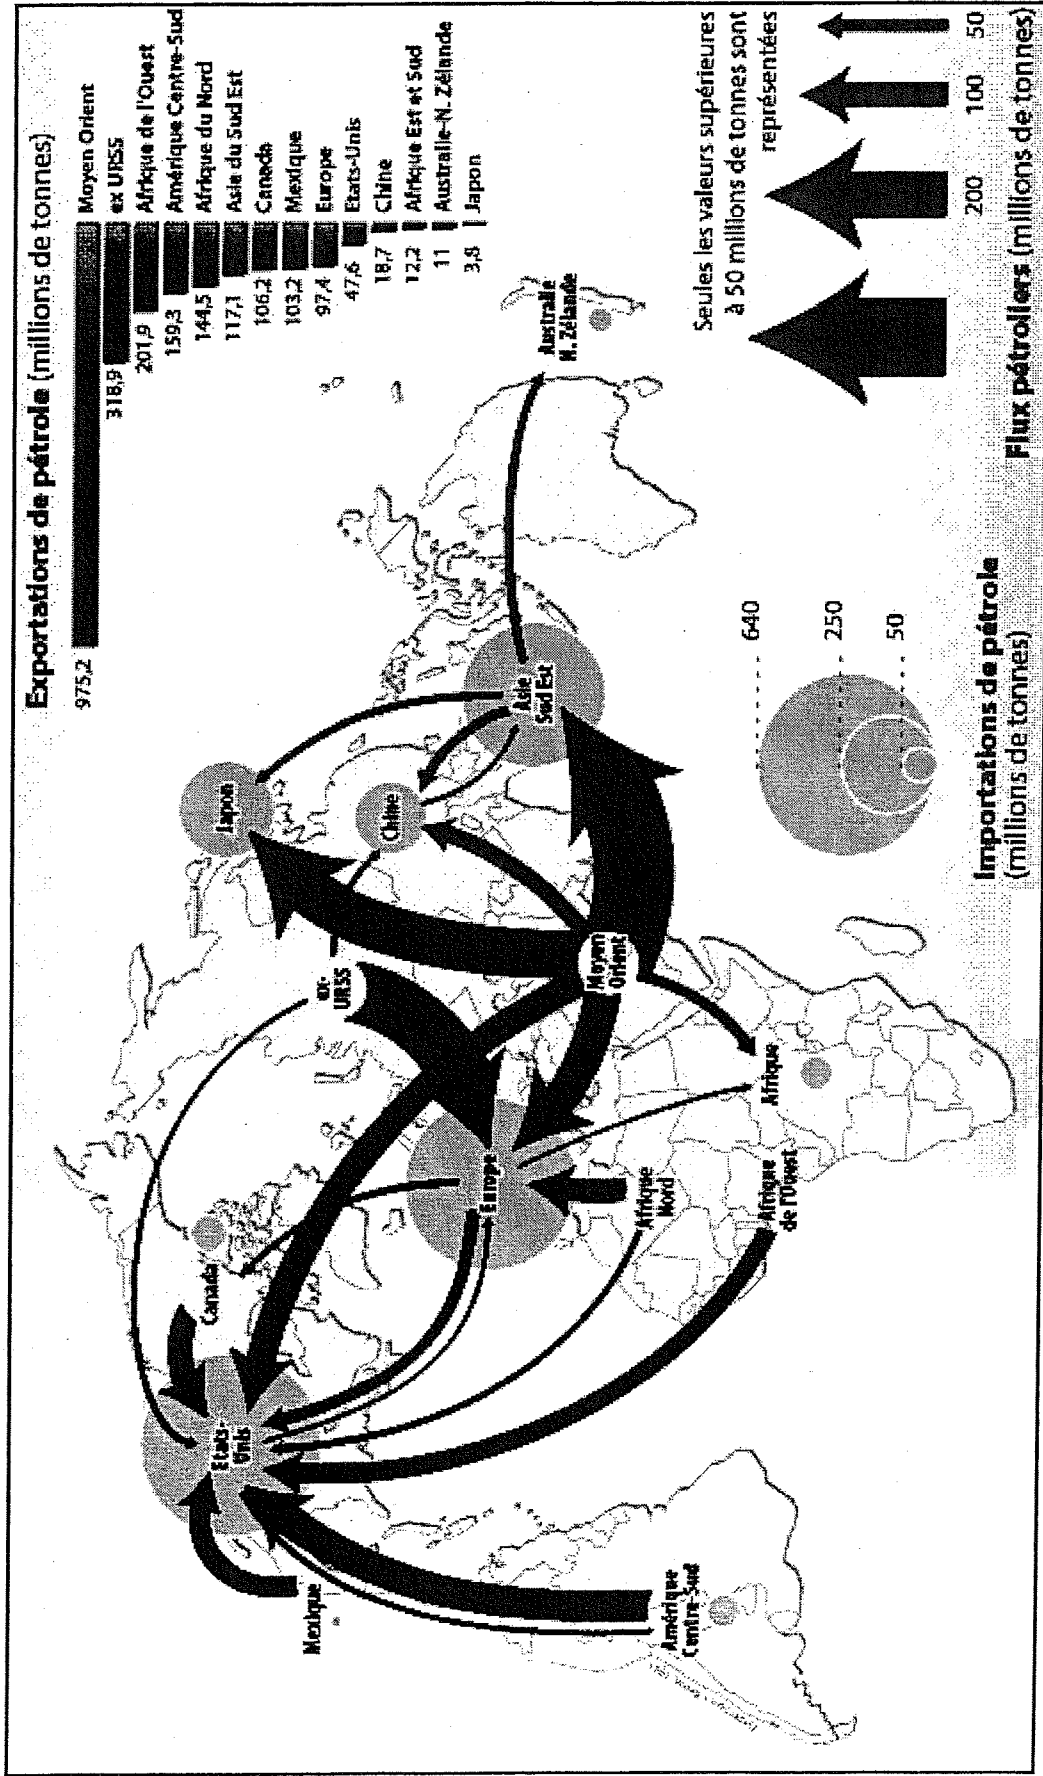 Exportations de pétrole (millions de tonnes)
975,2 Moyen Orient
318,9 ex URSS
201,9 Afrique de l'Ouest
159,3 Amérique Centre-Sud
144,5 Afrique du Nord
117,1 Asie du Sud Est
106,2 Canada
103,2 Mexique
97,4 Europe
47,6 Etats-Unis
18,7 Chine
12,2 Afrique Est et Sud
11 Australie-N. Zélande
3,8 Japon
Canada
Etats-
Unis
Mexique
Amérique
Centre-Sud
Europe
Afrique
Nord
Afrique
de l'Ouest
Afrique
ex-
URSS
Moyen
Orient
Japon
Chine
Asie
Sud Est
Australie
N. Zélande
Importations de pétrole
(millions de tonnes)
640
250
50
Seules les valeurs supérieures
à 50 millions de tonnes sont
représentées
200
100
50
Flux pétroliers (millions de tonnes)